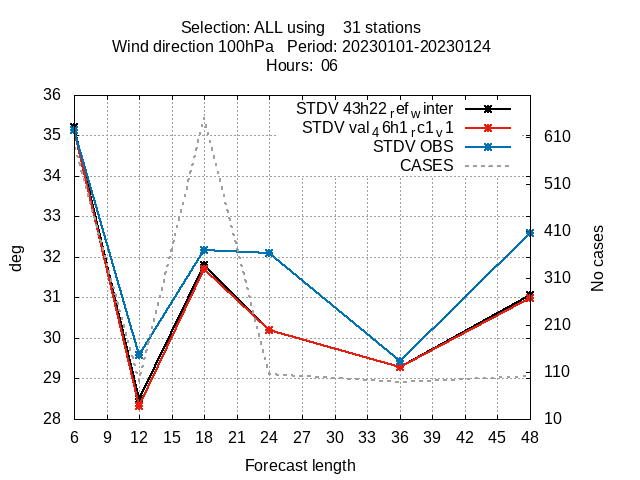 Selection: ALL using    31 stations
Wind direction 100hPa   Period: 20230101-20230124
Hours:  06
STDV 43h22refwinter
STDV val46h1rc1v1
STDV OBS
CASES
deg
36
35
34
33
32
31
30
29
28
610
510
410
310
210
110
10
No cases
6 9 12 15 18 21 24 27 30 33 36 39 42 45 48
Forecast length